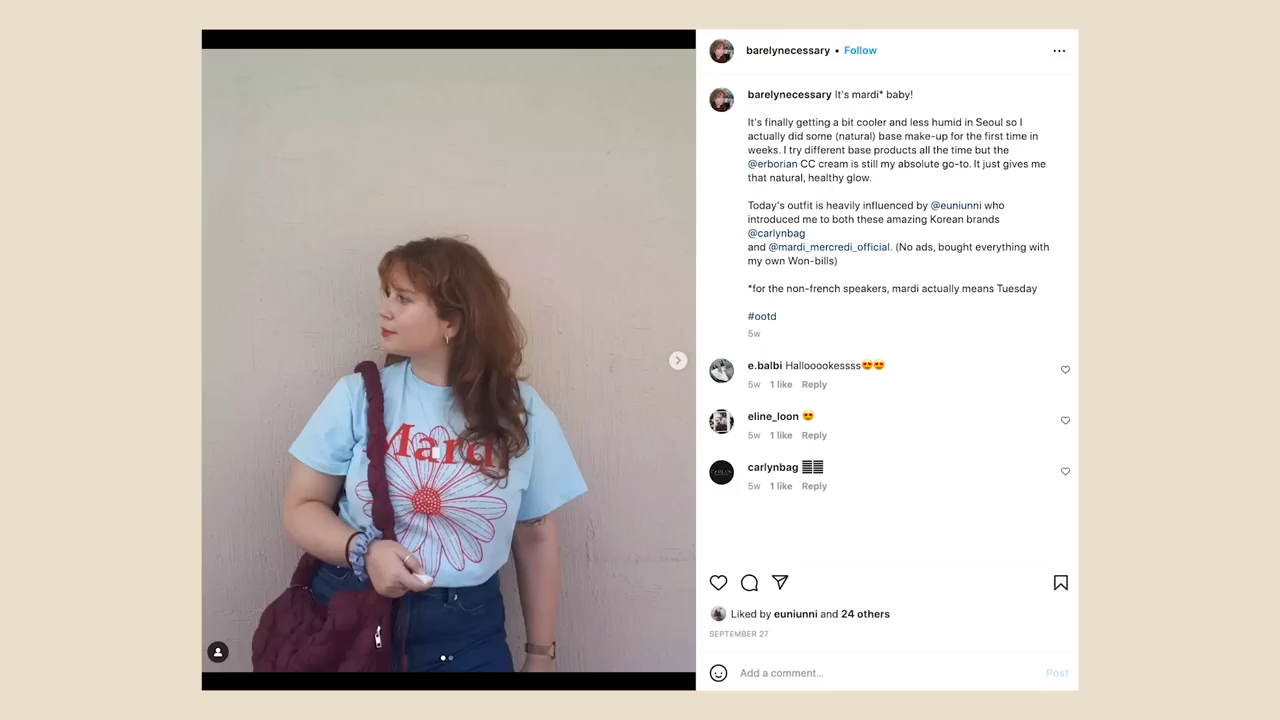 barelynecessary • Follow
barelynecessary It's mardi* baby!
It's finally getting a bit cooler and less humid in Seoul so I
actually did some (natural) base make-up for the first time in
weeks. I try different base products all the time but the
@erborian CC cream is still my absolute go-to. It just gives me
that natural, healthy glow.
Today's outfit is heavily influenced by @euniunni who
introduced me to both these amazing Korean brands
@carlynbag
and @mardi_mercredi_official. (No ads, bought everything with
my own Won-bills)
*for the non-french speakers, mardi actually means Tuesday
#ootd
5w
e.balbi Hallooookessss😍😍
5w 1 like Reply
eline_loon 😍
5w 1 like Reply
carlynbag
5w 1 like Reply
Liked by euniunni and 24 others
SEPTEMBER 27
Add a comment...
Post
Mardi